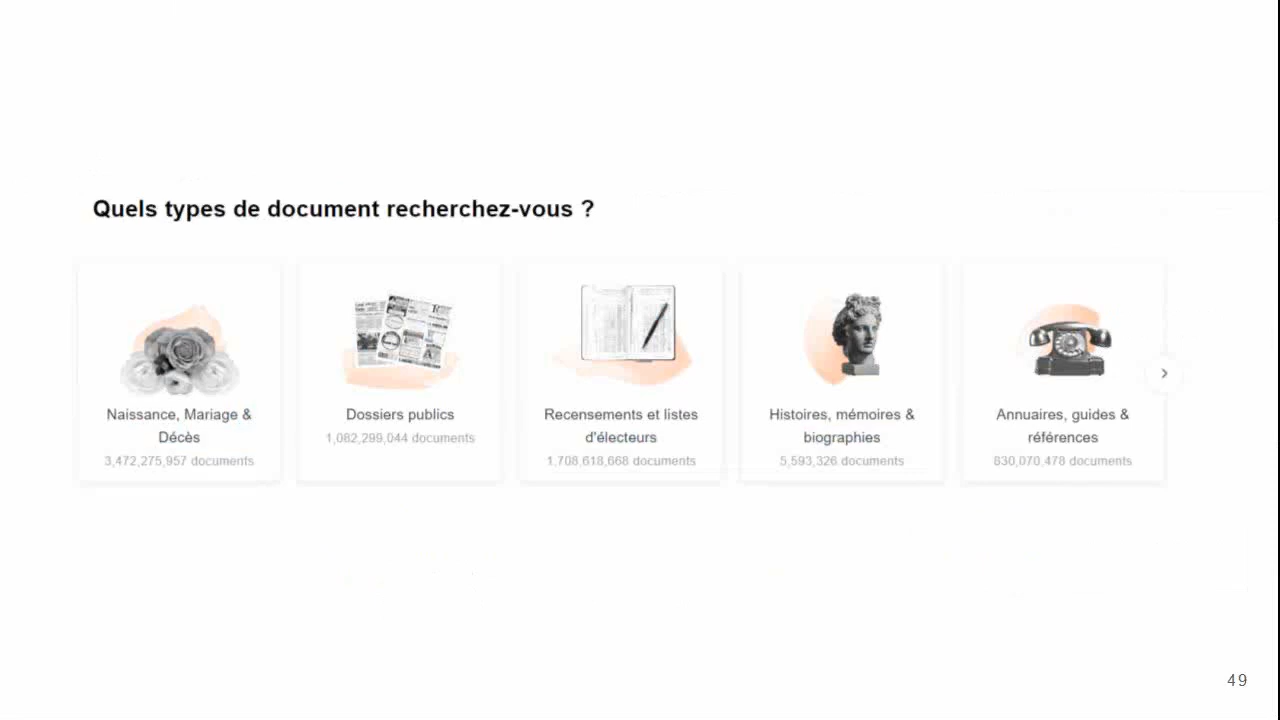 Quels types de document recherchez-vous ?
Naissance, Mariage &
Décès
3,472,275,957 documents
Dossiers publics
1,082,299,044 documents
Recensements et listes
d'électeurs
1,708,618,668 documents
Histoires, mémoires &
biographies
5,593,326 documents
Annuaires, guides &
références
830,070,478 documents
49